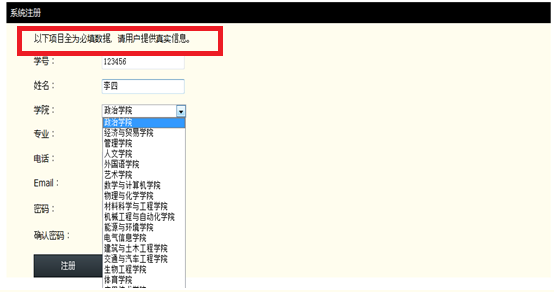 系统注册
以下项目全为必填数据，请用户提供真实信息。
学号： 123456
姓名： 李四
学院： 政治学院
政治学院
经济与贸易学院
管理学院
人文学院
外国语学院
艺术学院
数学与计算机学院
物理与化学学院
材料科学与工程学院
机械工程与自动化学院
能源与环境学院
电气信息学院
建筑与土木工程学院
交通与汽车工程学院
生物工程学院
体育学院
专业：
电话：
Email：
密码：
确认密码：
注册